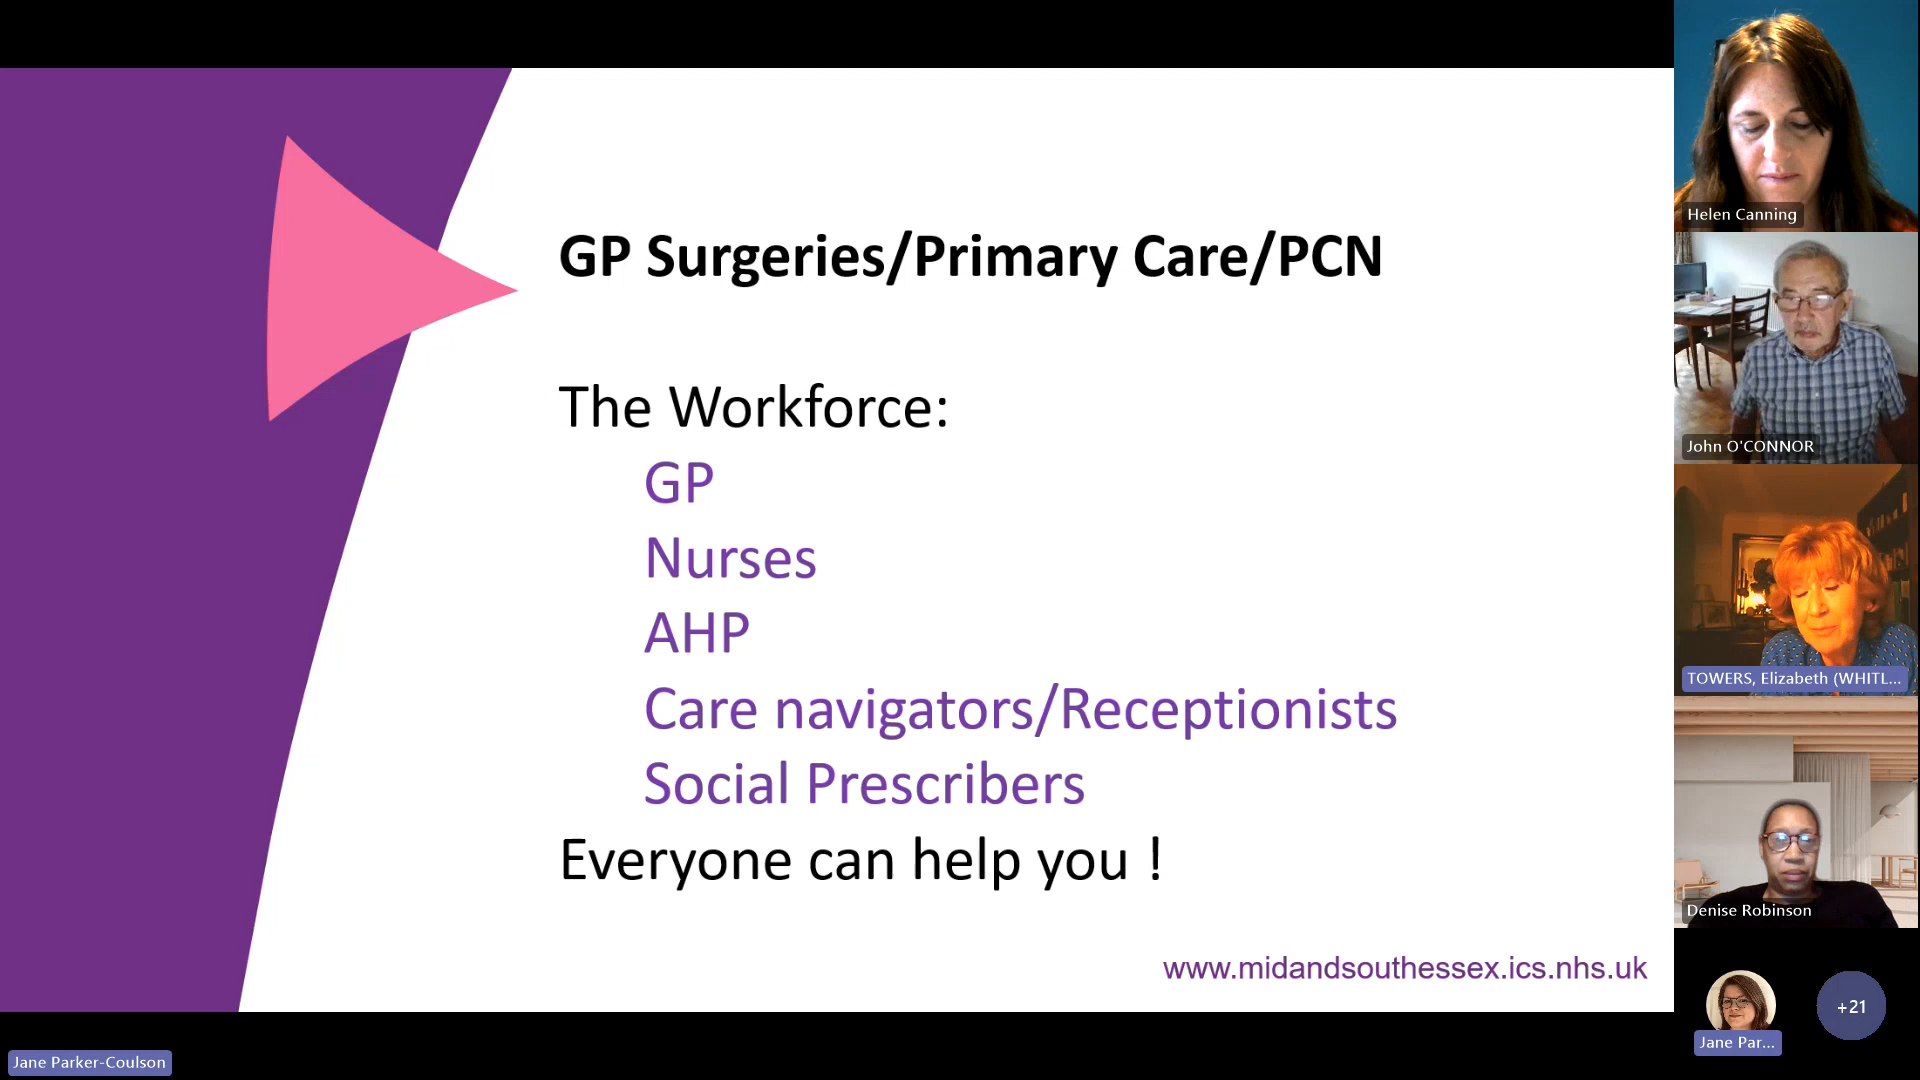 GP Surgeries/Primary Care/PCN
The Workforce:
GP
Nurses
AHP
Care navigators/Receptionists
Social Prescribers
Everyone can help you !
www.midandsouthessex.ics.nhs.uk
Jane Parker-Coulson
Helen Canning
John O'CONNOR
TOWERS, Elizabeth (WHITL...
Denise Robinson
Jane Par...
+21